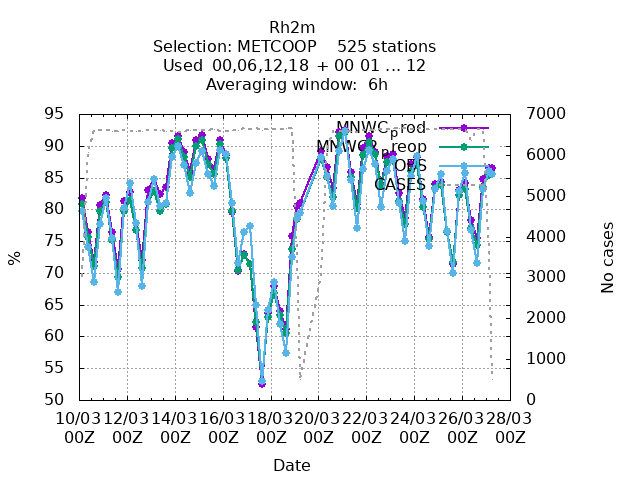 Rh2m
Selection: METCOOP 525 stations
Used 00,06,12,18 + 00 01 ... 12
Averaging window: 6h
95
90
85
80
75
70
65
60
55
50
%
7000
6000
5000
4000
3000
2000
1000
0
No cases
MNWC_prod
MNWCP_preop
OBS
CASES
10/03 12/03 14/03 16/03 18/03 20/03 22/03 24/03 26/03 28/03
00Z 00Z 00Z 00Z 00Z 00Z 00Z 00Z 00Z 00Z
Date